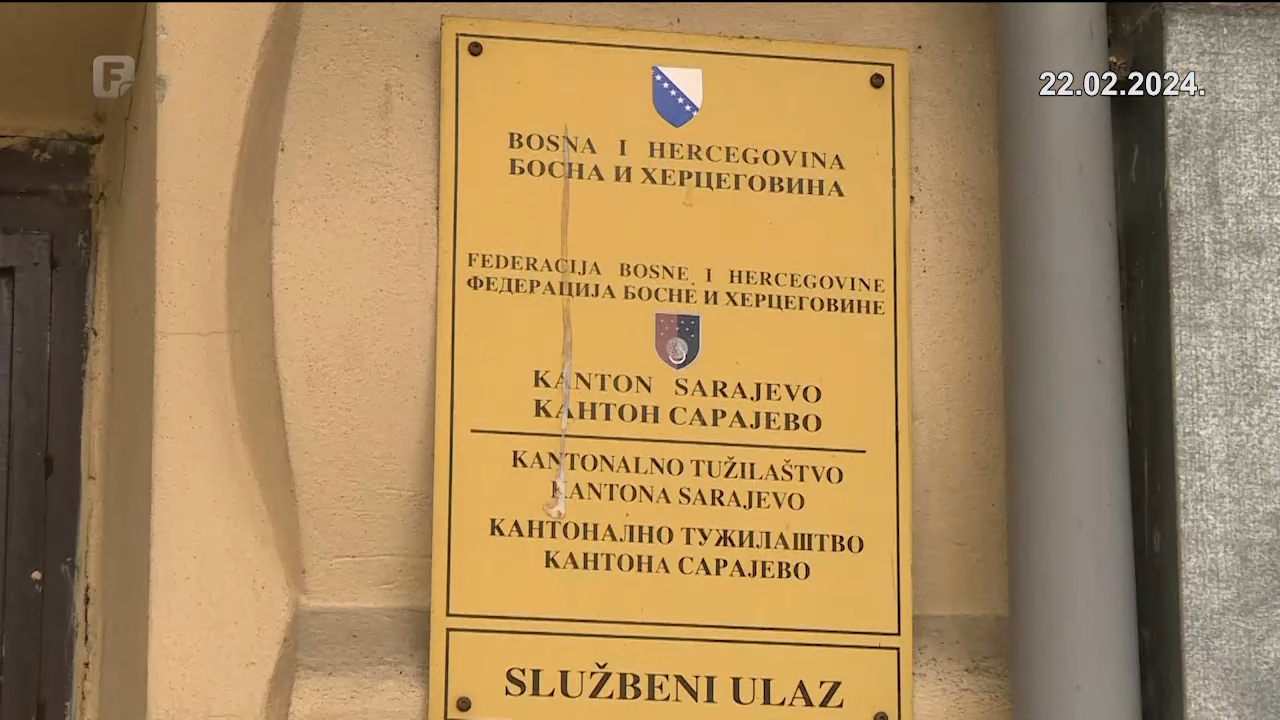 F
22.02.2024.
BOSNA I HERCEGOVINA
БОСНА И ХЕРЦЕГОВИНА
FEDERACIJA BOSNE I HERCEGOVINE
ФЕДЕРАЦИЈА БОСНЕ И ХЕРЦЕГОВИНЕ
KANTON SARAJEVO
КАНТОН САРАЈЕВО
KANTONALNO TUŽILAŠTVO
KANTONA SARAJEVO
КАНТОНАЛНО ТУЖИЛАШТВО
КАНТОНА САРАЈЕВО
SLUŽBENI ULAZ